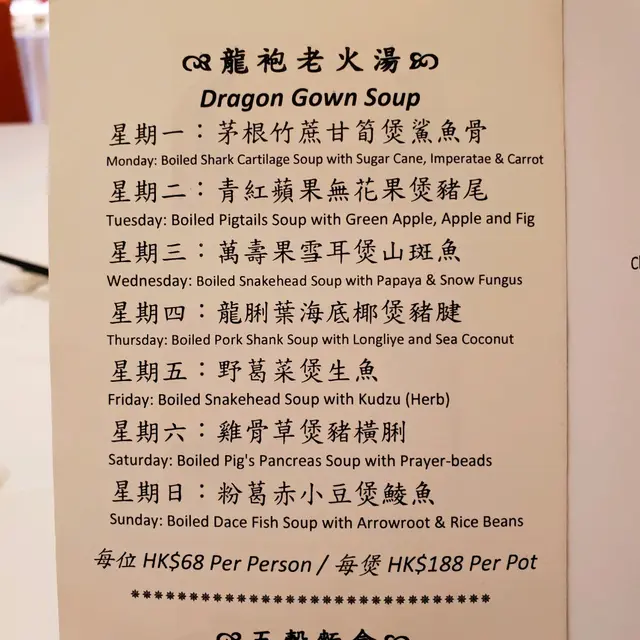 龍袍老火湯
Dragon Gown Soup
星期一：茅根竹蔗甘筍煲鯊魚骨
Monday: Boiled Shark Cartilage Soup with Sugar Cane, Imperatae & Carrot
星期二：青紅蘋果無花果煲豬尾
Tuesday: Boiled Pigtails Soup with Green Apple, Apple and Fig
星期三：萬壽果雪耳煲山斑魚
Wednesday: Boiled Snakehead Soup with Papaya & Snow Fungus
星期四：龍脷葉海底椰煲豬腱
Thursday: Boiled Pork Shank Soup with Longliye and Sea Coconut
星期五：野葛菜煲生魚
Friday: Boiled Snakehead Soup with Kudzu (Herb)
星期六：雞骨草煲豬橫脷
Saturday: Boiled Pig's Pancreas Soup with Prayer-beads
星期日：粉葛赤小豆煲鯪魚
Sunday: Boiled Dace Fish Soup with Arrowroot & Rice Beans
每位 HK$68 Per Person / 每煲 HK$188 Per Pot